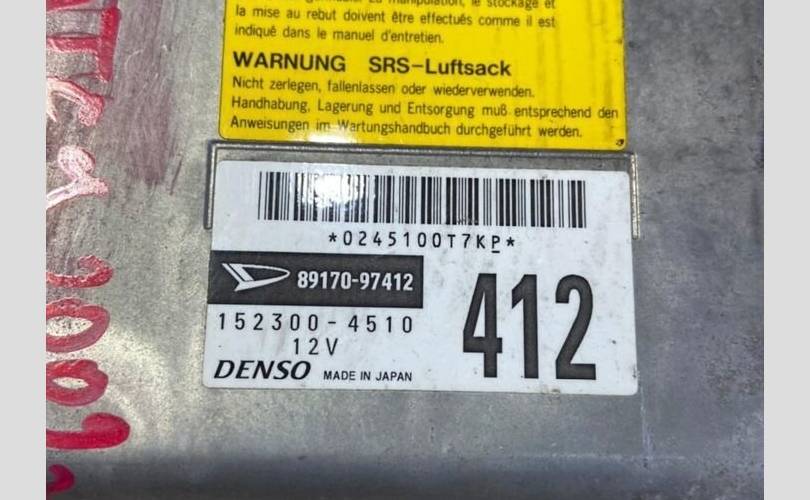 la mise au rebut doivent être effectués comme il est
indiqué dans le manuel d'entretien.
WARNUNG SRS-Luftsack
Nicht zerlegen, fallenlassen oder wiederverwenden.
Handhabung, Lagerung und Entsorgung muß entsprechend den
Anweisungen im Wartungshandbuch durchgeführt werden.
*0245100T7KP*
89170-97412
412
152300-4510
12V
DENSO MADE IN JAPAN